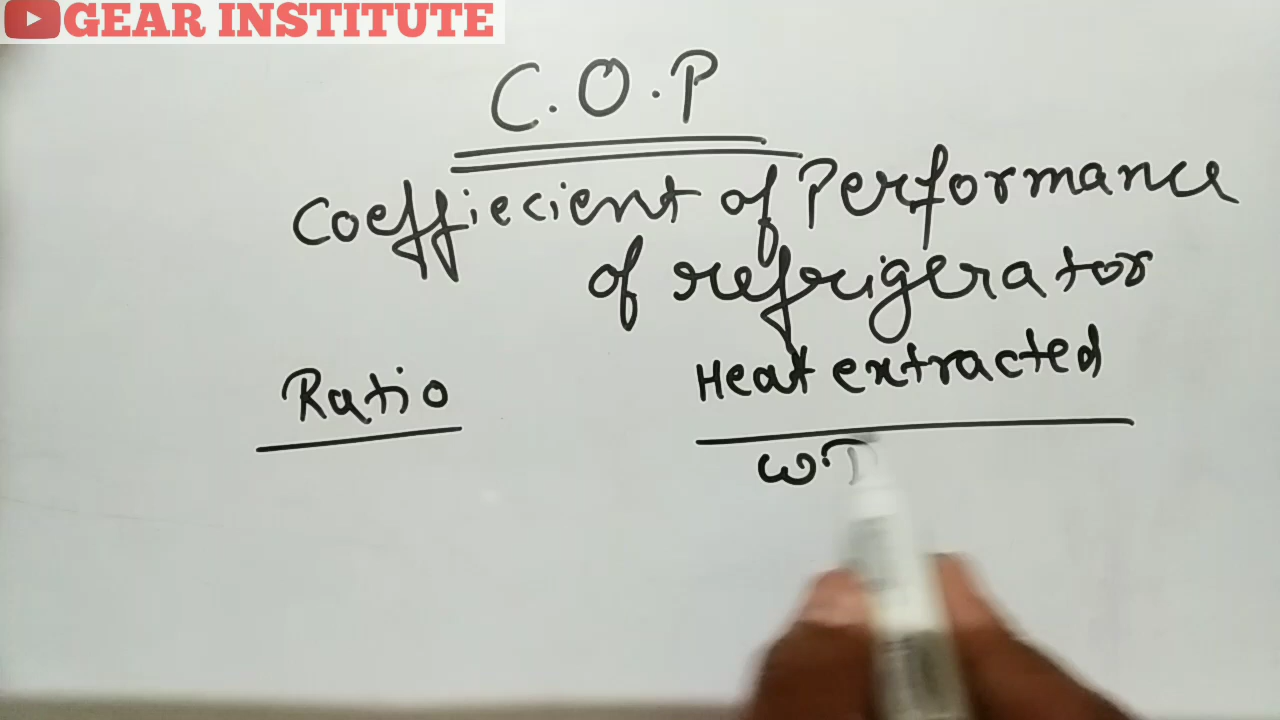 GEAR INSTITUTE
C.O.P
Coeffiecient of Performance
of refrigerator
Ratio
Heat extracted